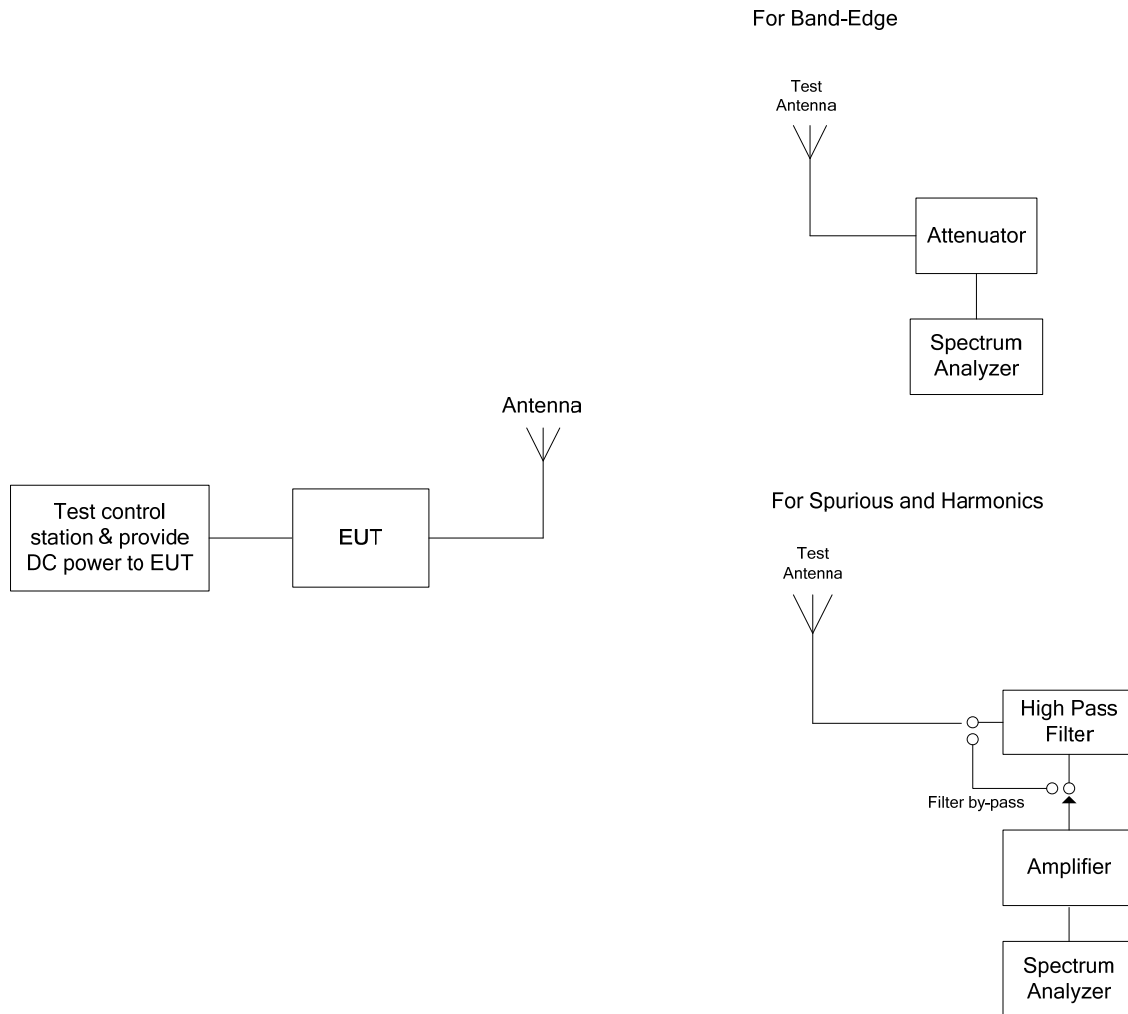 For Band-Edge
Test
Antenna
Attenuator
Spectrum
Analyzer
Antenna
Test control
station & provide
DC power to EUT
EUT
For Spurious and Harmonics
Test
Antenna
High Pass
Filter
Filter by-pass
Amplifier
Spectrum
Analyzer